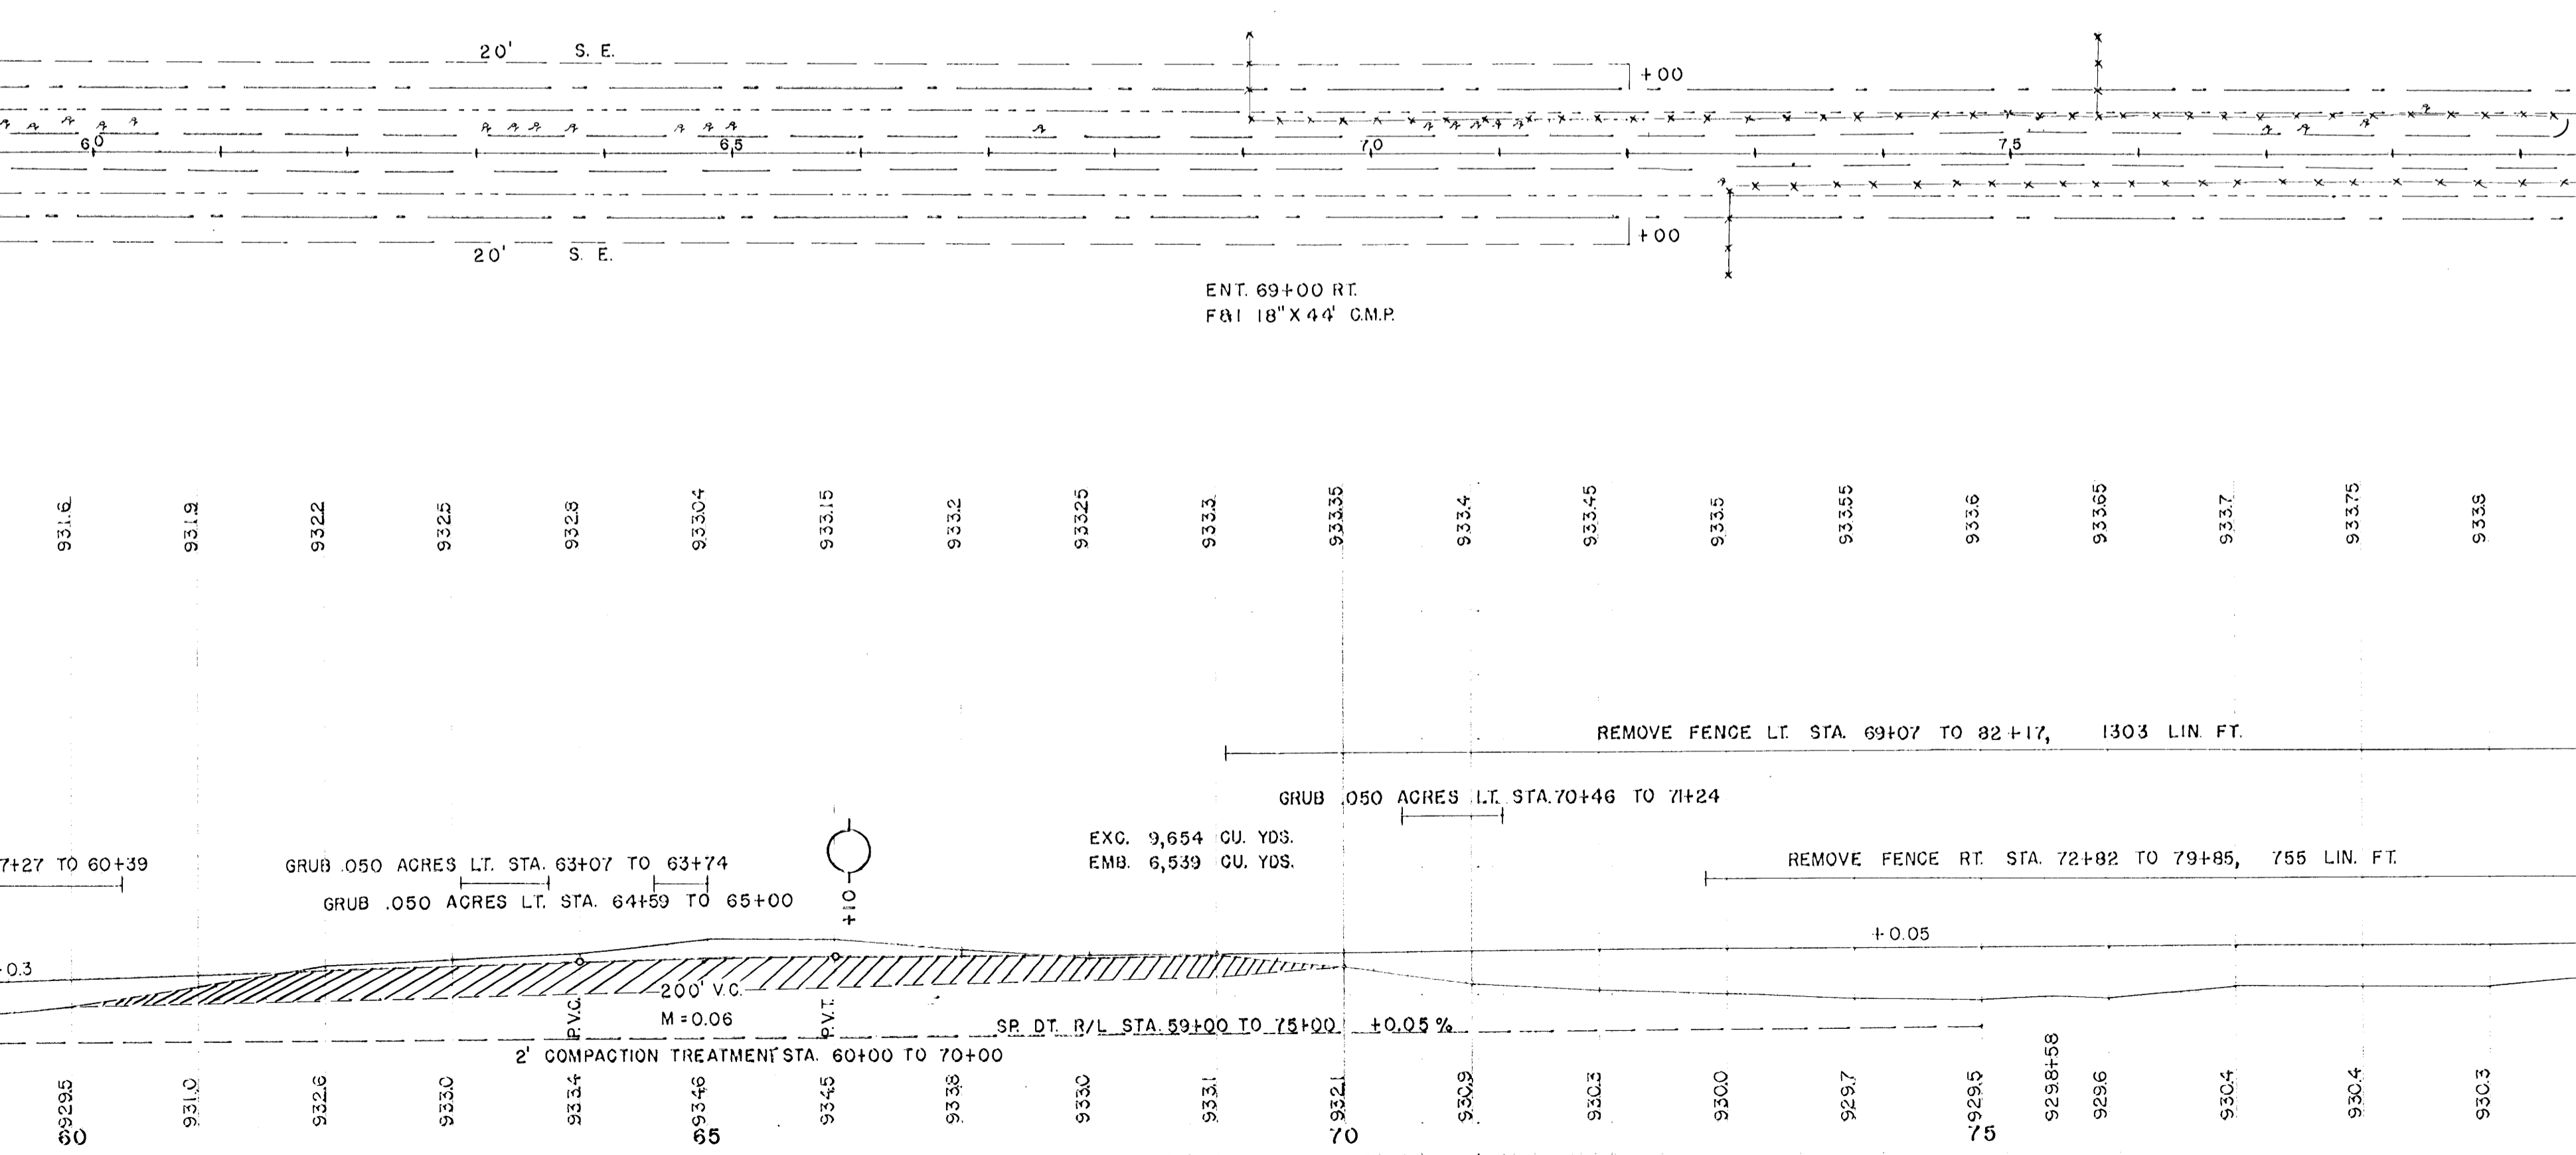 20' S. E.
+00
60 65 70 75
+00
20' S. E.
ENT. 69+00 RT.
F&I 18" X 44' C.M.P.
931.6 931.9 932.2 932.5 932.8 933.04 933.15 933.2 933.25 933.3 933.35 933.4 933.45 933.5 933.55 933.6 933.65 933.7 933.75 933.8
REMOVE FENCE LT. STA. 69+07 TO 82+17, 1303 LIN. FT.
GRUB .050 ACRES LT. STA. 70+46 TO 71+24
EXC. 9,654 CU. YDS.
EMB. 6,539 CU. YDS.
7+27 TO 60+39
GRUB .050 ACRES LT. STA. 63+07 TO 63+74
REMOVE FENCE RT. STA. 72+82 TO 79+85, 755 LIN. FT.
GRUB .050 ACRES LT. STA. 64+59 TO 65+00
+10
+0.05
0.3
200' V.C.
P.V.C.
M = 0.06
P.V.T.
SP. DT. R/L STA. 59+00 TO 75+00 +0.05 %
2' COMPACTION TREATMENT STA. 60+00 TO 70+00
929.5 931.0 932.6 933.0 933.4 934.6 934.5 933.8 933.0 933.1 932.1 930.9 930.3 930.0 929.7 929.5 929.8+58 929.6 930.4 930.4 930.3
60 65 70 75